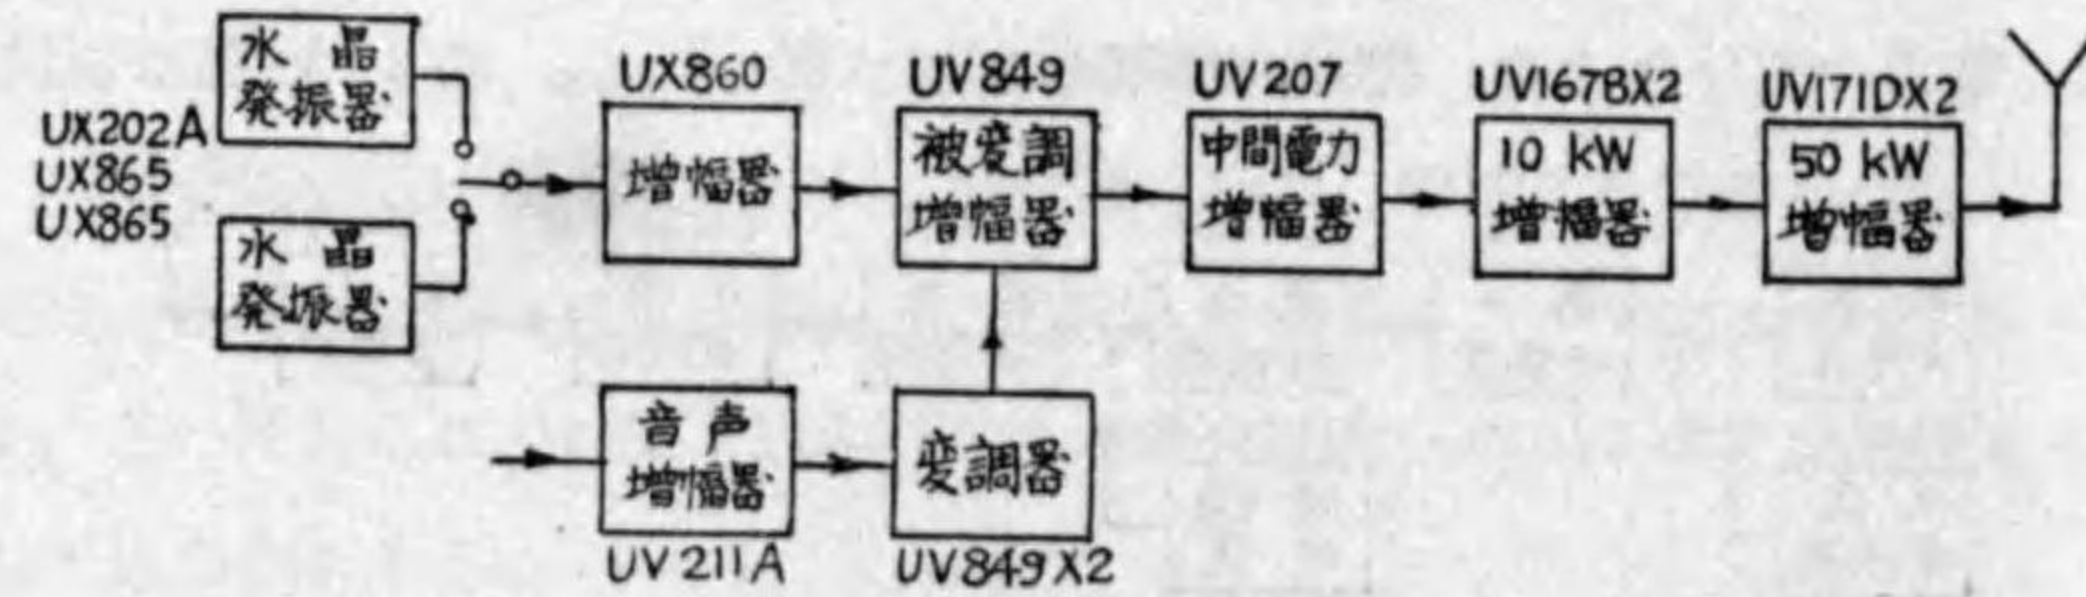 水晶
発振器
UX202A
UX865
UX865
水晶
発振器
UX860
増幅器
UV849
被変調
増幅器
UV207
中間電力
増幅器
UV167BX2
10 kW
増幅器
UV171DX2
50 kW
増幅器
音声
増幅器
UV211A
変調器
UV849X2